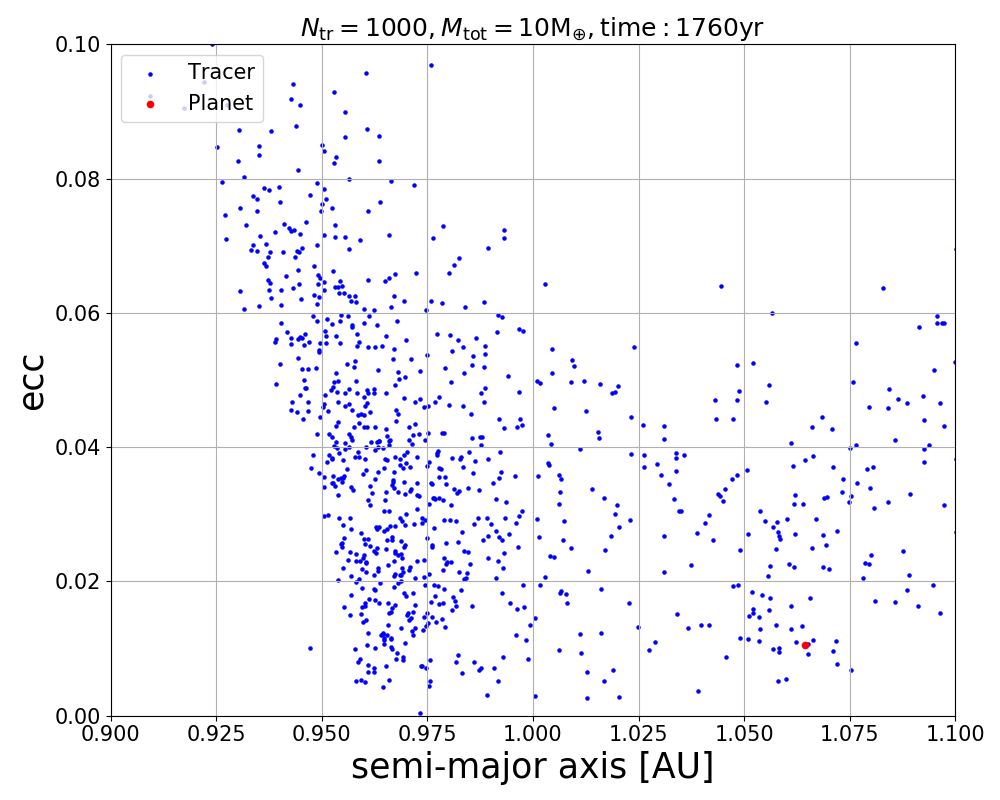 N_tr = 1000, M_tot = 10M_⊕, time : 1760yr
Tracer
Planet
0.10
0.08
0.06
0.04
0.02
0.00
ecc
0.900 0.925 0.950 0.975 1.000 1.025 1.050 1.075 1.100
semi-major axis [AU]